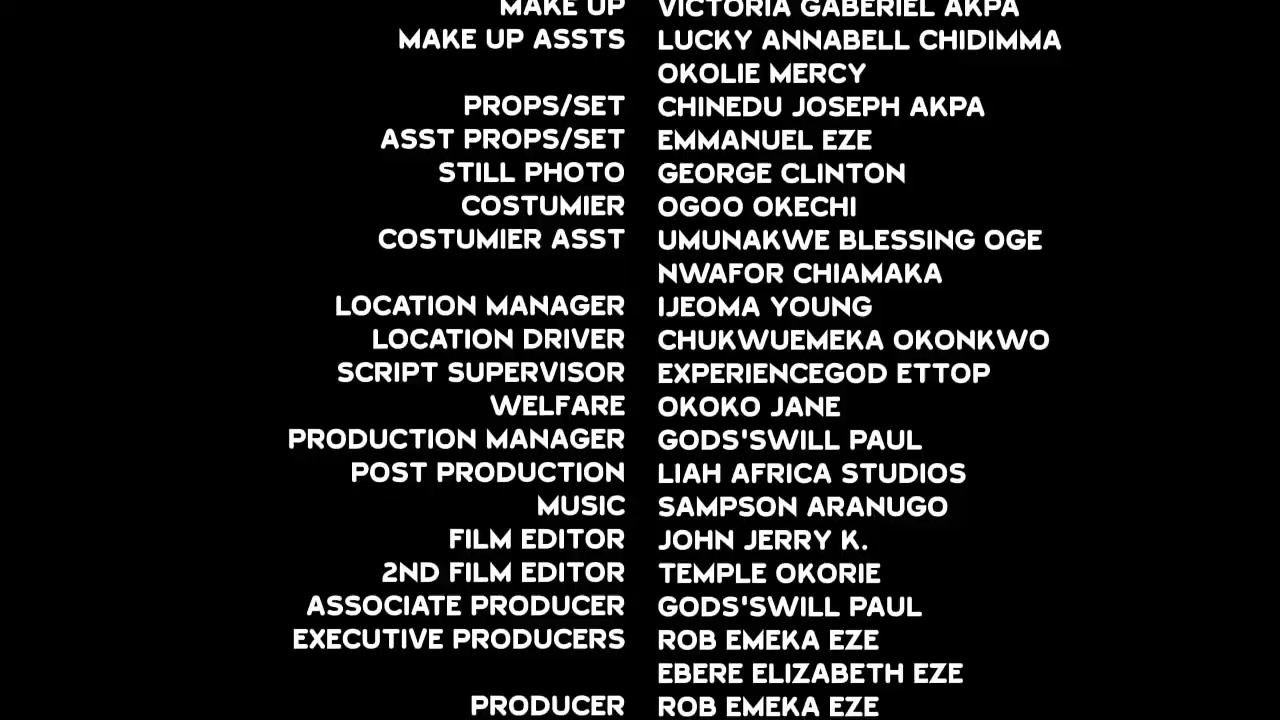 MAKE UP VICTORIA GABERIEL AKPA
MAKE UP ASSTS LUCKY ANNABELL CHIDIMMA
OKOLIE MERCY
PROPS/SET CHINEDU JOSEPH AKPA
ASST PROPS/SET EMMANUEL EZE
STILL PHOTO GEORGE CLINTON
COSTUMIER OGOO OKECHI
COSTUMIER ASST UMUNAKWE BLESSING OGE
NWAFOR CHIAMAKA
LOCATION MANAGER IJEOMA YOUNG
LOCATION DRIVER CHUKWUEMEKA OKONKWO
SCRIPT SUPERVISOR EXPERIENCEGOD ETTOP
WELFARE OKOKO JANE
PRODUCTION MANAGER GODS'SWILL PAUL
POST PRODUCTION LIAH AFRICA STUDIOS
MUSIC SAMPSON ARANUGO
FILM EDITOR JOHN JERRY K.
2ND FILM EDITOR TEMPLE OKORIE
ASSOCIATE PRODUCER GODS'SWILL PAUL
EXECUTIVE PRODUCERS ROB EMEKA EZE
EBERE ELIZABETH EZE
PRODUCER ROB EMEKA EZE